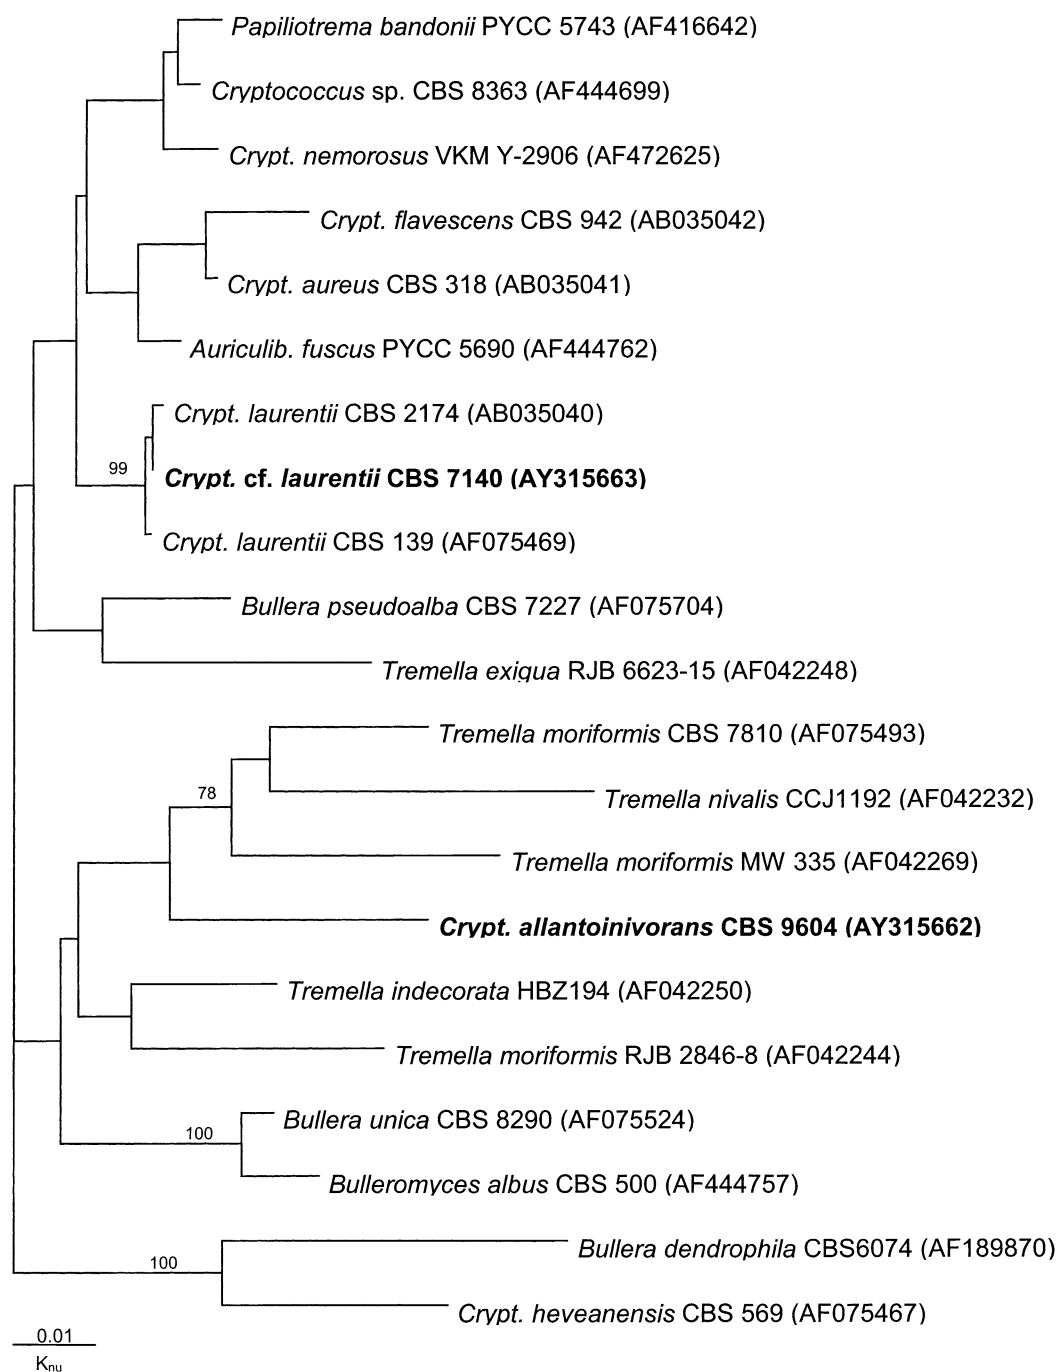 Papiliotrema bandonii PYCC 5743 (AF416642)
Cryptococcus sp. CBS 8363 (AF444699)
Crypt. nemorosus VKM Y-2906 (AF472625)
Crypt. flavescens CBS 942 (AB035042)
Crypt. aureus CBS 318 (AB035041)
Auriculib. fuscus PYCC 5690 (AF444762)
Crypt. laurentii CBS 2174 (AB035040)
99
Crypt. cf. laurentii CBS 7140 (AY315663)
Crypt. laurentii CBS 139 (AF075469)
Bullera pseudoalba CBS 7227 (AF075704)
Tremella exigua RJB 6623-15 (AF042248)
Tremella moriformis CBS 7810 (AF075493)
78
Tremella nivalis CCJ1192 (AF042232)
Tremella moriformis MW 335 (AF042269)
Crypt. allantoinivorans CBS 9604 (AY315662)
Tremella indecorata HBZ194 (AF042250)
Tremella moriformis RJB 2846-8 (AF042244)
Bullera unica CBS 8290 (AF075524)
100
Bulleromyces albus CBS 500 (AF444757)
Bullera dendrophila CBS6074 (AF189870)
100
Crypt. heveanensis CBS 569 (AF075467)
0.01
Knu